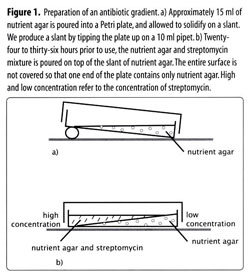 Figure 1. Preparation of an antibiotic gradient. a) Approximately 15 ml of
nutrient agar is poured into a Petri plate, and allowed to solidify on a slant.
We produce a slant by tipping the plate up on a 10 ml pipet. b) Twenty-
four to thirty-six hours prior to use, the nutrient agar and streptomycin
mixture is poured on top of the slant of nutrient agar. The entire surface is
not covered so that one end of the plate contains only nutrient agar. High
and low concentration refer to the concentration of streptomycin.
a)
nutrient agar
high
concentration
low
concentration
nutrient agar and streptomycin
nutrient agar
b)